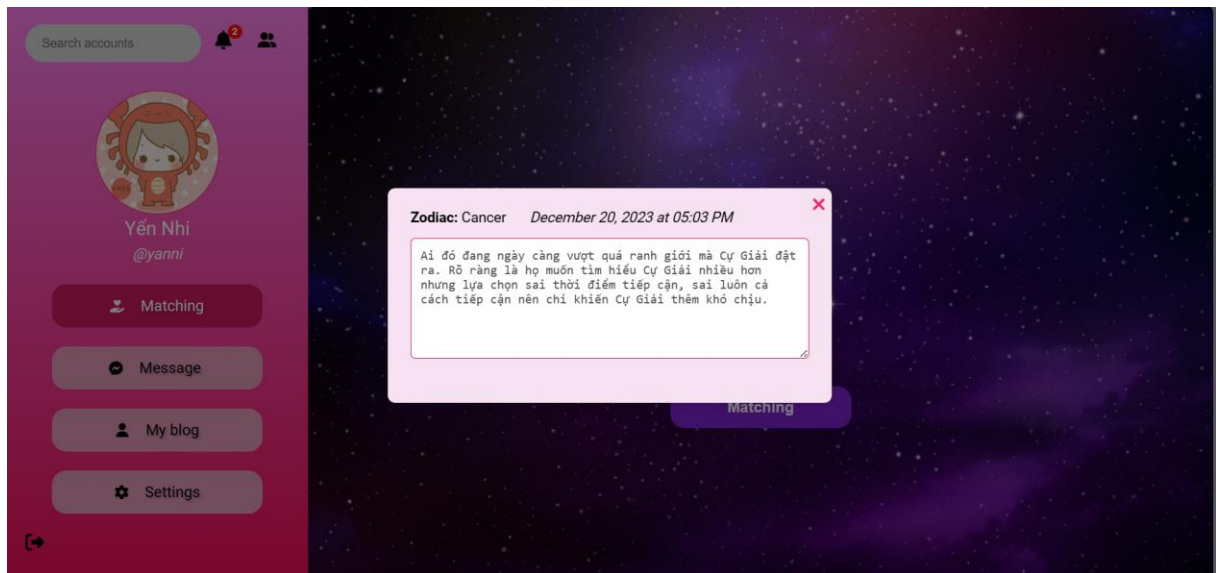 Search accounts
2
Yến Nhi
@yanni
Matching
Message
My blog
Settings
Zodiac: Cancer December 20, 2023 at 05:03 PM
Ai đó đang ngày càng vượt quá ranh giới mà Cự Giải đặt
ra. Rõ ràng là họ muốn tìm hiểu Cự Giải nhiều hơn
nhưng lựa chọn sai thời điểm tiếp cận, sai luôn cả
cách tiếp cận nên chỉ khiến Cự Giải thêm khó chịu.
Matching